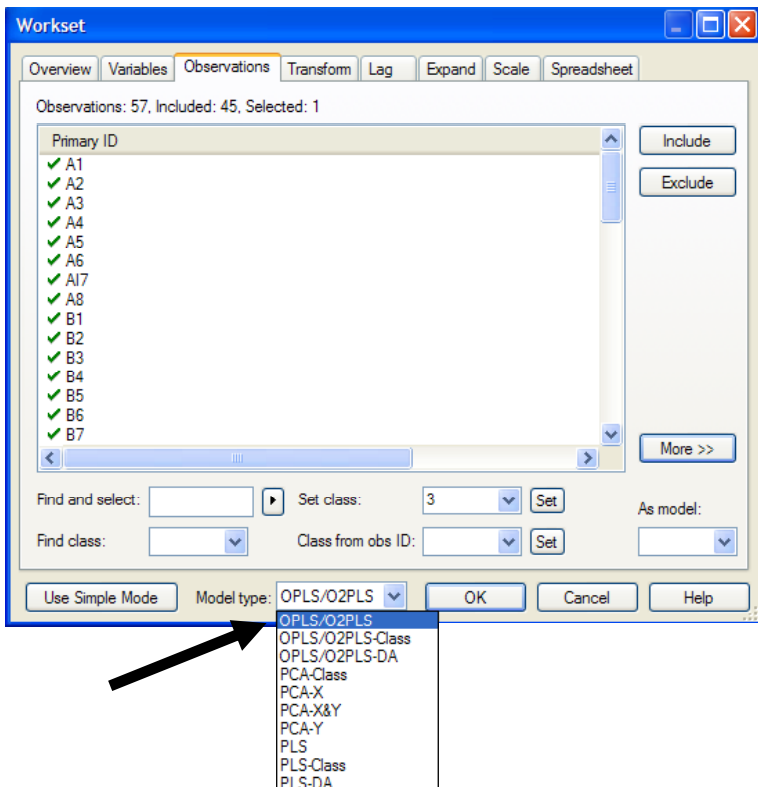 Workset
Overview Variables Observations Transform Lag Expand Scale Spreadsheet
Observations: 57, Included: 45, Selected: 1
Primary ID
A1
A2
A3
A4
A5
A6
AI7
A8
B1
B2
B3
B4
B5
B6
B7
Include
Exclude
More >>
Find and select: Set class: 3 Set
As model:
Find class: Class from obs ID: Set
Use Simple Mode Model type: OPLS/O2PLS OK Cancel Help
OPLS/O2PLS
OPLS/O2PLS-Class
OPLS/O2PLS-DA
PCA-Class
PCA-X
PCA-X&Y
PCA-Y
PLS
PLS-Class
PLS-DA